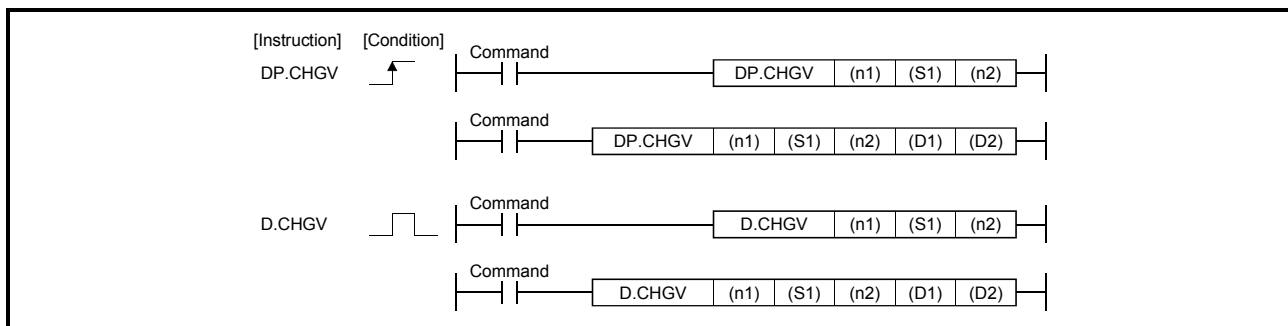 [Instruction] [Condition]
Command
DP.CHGV
DP.CHGV (n1) (S1) (n2)
Command
DP.CHGV (n1) (S1) (n2) (D1) (D2)
Command
D.CHGV
D.CHGV (n1) (S1) (n2)
Command
D.CHGV (n1) (S1) (n2) (D1) (D2)